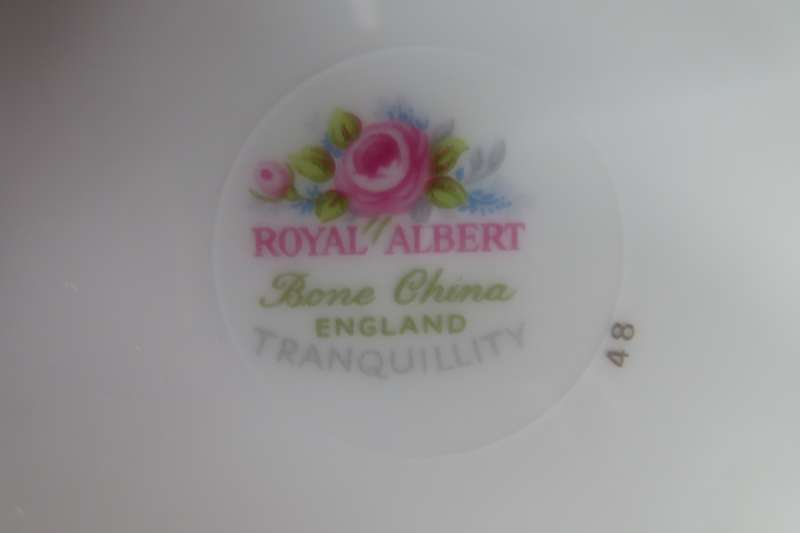 ROYAL ALBERT
Bone China
ENGLAND
TRANQUILLITY
48